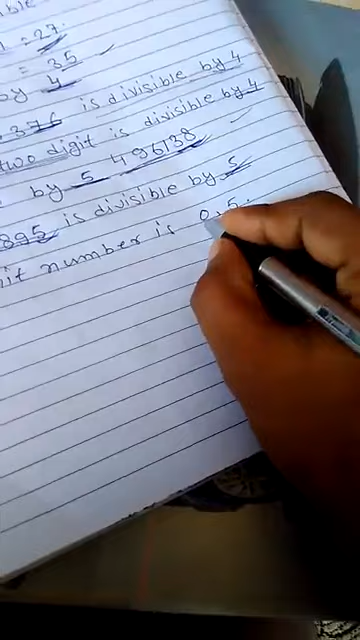 = 27.
= 35
by 4
376 is divisible by 4
two digit is divisible by 4
by 5 496138
895 is divisible by 5
it number is 0, 5.